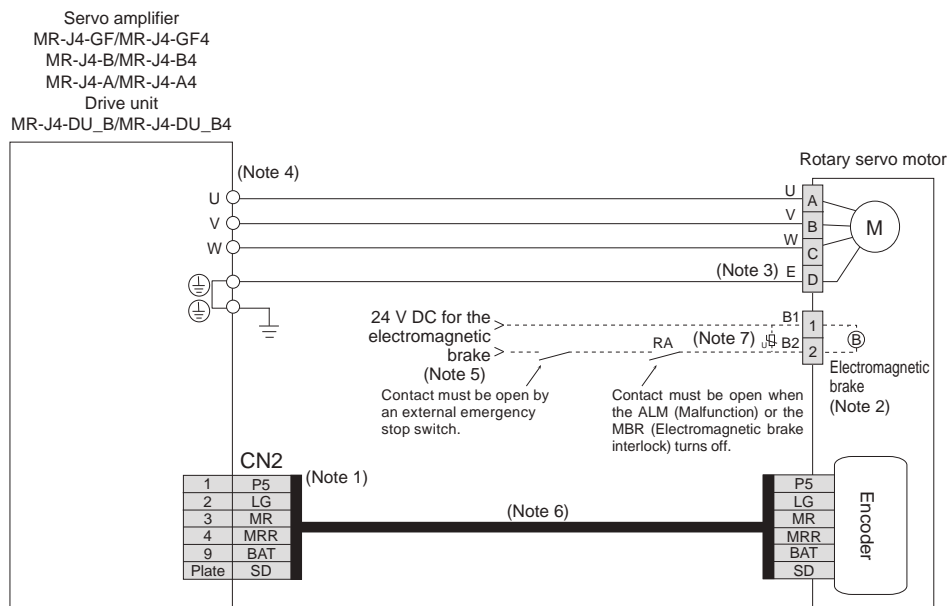 Servo amplifier
MR-J4-GF/MR-J4-GF4
MR-J4-B/MR-J4-B4
MR-J4-A/MR-J4-A4
Drive unit
MR-J4-DU_B/MR-J4-DU_B4
Rotary servo motor
(Note 4)
U
V
W
U
V
W
(Note 3) E
A
B
C
D
M
24 V DC for the
electromagnetic
brake
(Note 5)
Contact must be open by
an external emergency
stop switch.
RA
(Note 7)
U
B1
B2
1
2
B
Electromagnetic
brake
(Note 2)
Contact must be open when
the ALM (Malfunction) or the
MBR (Electromagnetic brake
interlock) turns off.
CN2
(Note 1)
1 P5
2 LG
3 MR
4 MRR
9 BAT
Plate SD
(Note 6)
P5
LG
MR
MRR
BAT
SD
Encoder